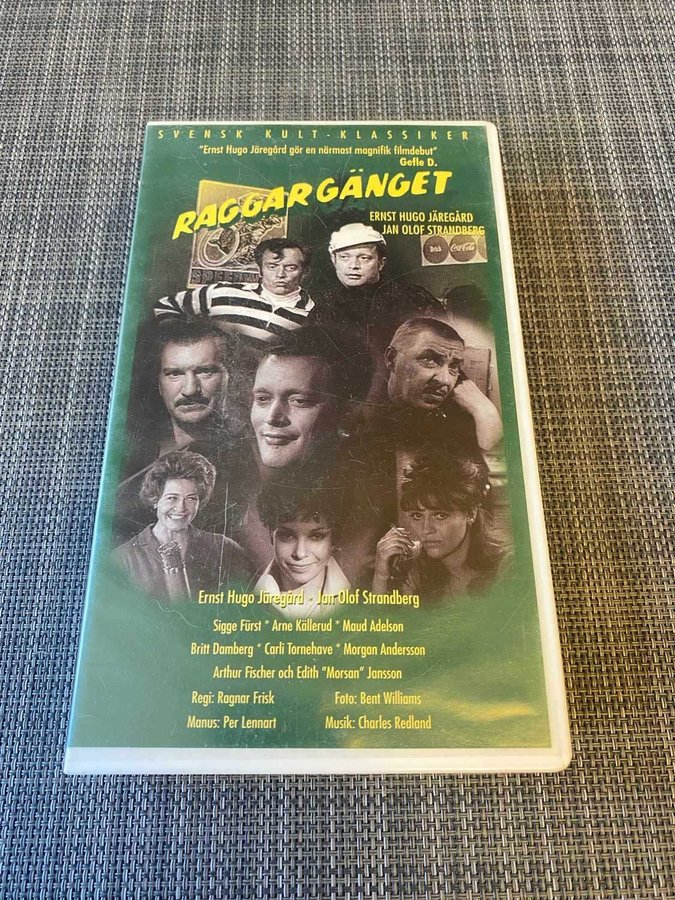 SVENSK KULT-KLASSIKER
"Ernst Hugo Järegård gör en närmast magnifik filmdebut"
Gefle D.
RAGGARGÄNGET
ERNST HUGO JÄREGÅRD
JAN OLOF STRANDBERG
Drick Coca-Cola
Ernst Hugo Järegård * Jan Olof Strandberg
Sigge Fürst * Arne Källerud * Maud Adelson
Britt Damberg * Carli Tornehave * Morgan Andersson
Arthur Fischer och Edith "Morsan" Jansson
Regi: Ragnar Frisk Foto: Bent Williams
Manus: Per Lennart Musik: Charles Redland